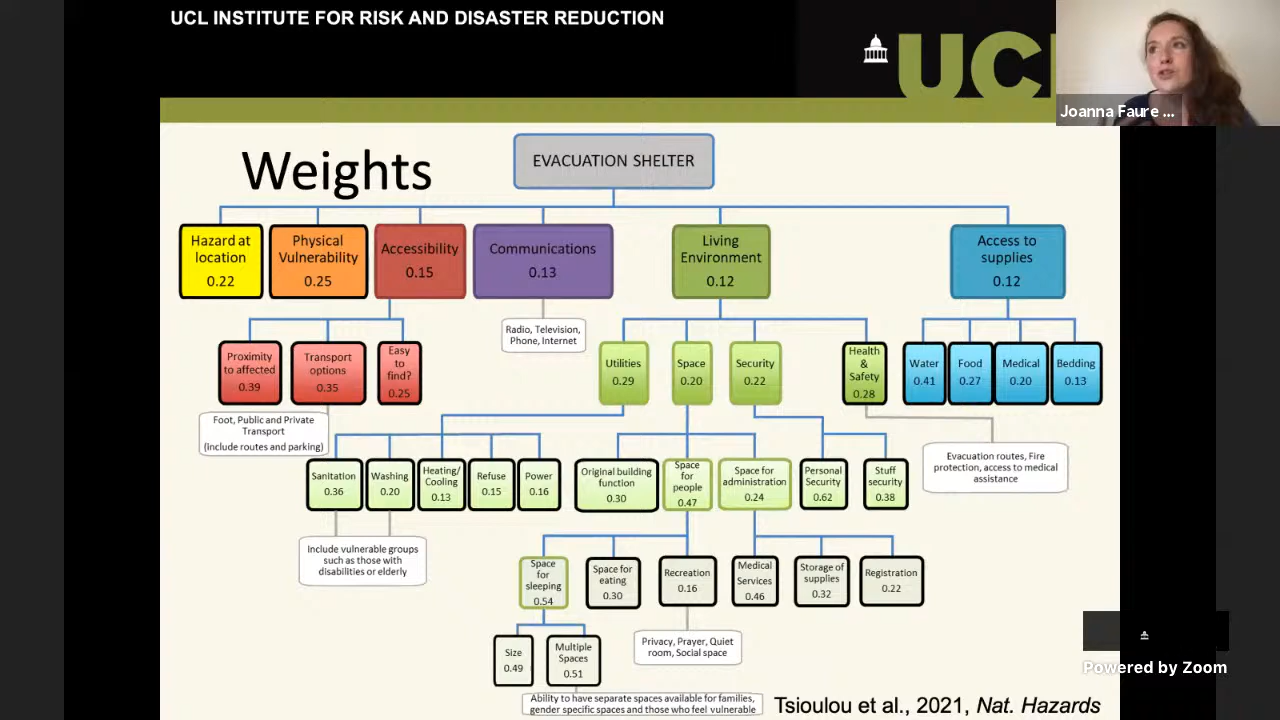 UCL INSTITUTE FOR RISK AND DISASTER REDUCTION
UCL
Joanna Faure ...
Weights
EVACUATION SHELTER
Hazard at
location
0.22
Physical
Vulnerability
0.25
Accessibility
0.15
Communications
0.13
Living
Environment
0.12
Access to
supplies
0.12
Radio, Television,
Phone, Internet
Proximity
to affected
0.39
Transport
options
0.35
Easy
to
find?
0.25
Utilities
0.29
Space
0.20
Security
0.22
Health
&
Safety
0.28
Water
0.41
Food
0.27
Medical
0.20
Bedding
0.13
Foot, Public and Private
Transport
(include routes and parking)
Sanitation
0.36
Washing
0.20
Heating/
Cooling
0.13
Refuse
0.15
Power
0.16
Original building
function
0.30
Space
for
people
0.47
Space for
administration
0.24
Personal
Security
0.62
Stuff
security
0.38
Evacuation routes, Fire
protection, access to medical
assistance
Include vulnerable groups
such as those with
disabilities or elderly
Space
for
sleeping
0.54
Space for
eating
0.30
Recreation
0.16
Medical
Services
0.46
Storage of
supplies
0.32
Registration
0.22
Size
0.49
Multiple
Spaces
0.51
Privacy, Prayer, Quiet
room, Social space
Ability to have separate spaces available for families,
gender specific spaces and those who feel vulnerable
Tsioulou et al., 2021, Nat. Hazards
Powered by Zoom